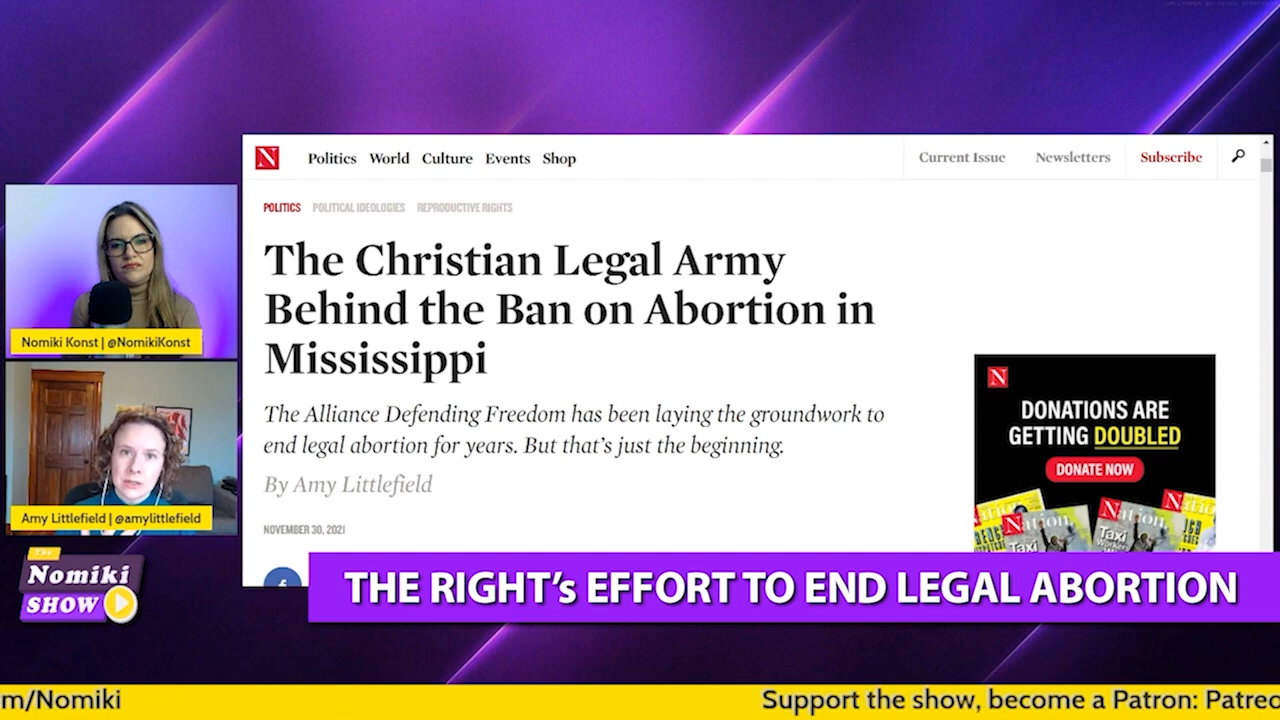 Politics World Culture Events Shop
Current Issue Newsletters Subscribe
POLITICS POLITICAL IDEOLOGIES REPRODUCTIVE RIGHTS
The Christian Legal Army
Behind the Ban on Abortion in
Mississippi
The Alliance Defending Freedom has been laying the groundwork to
end legal abortion for years. But that's just the beginning.
By Amy Littlefield
NOVEMBER 30, 2021
N
DONATIONS ARE
GETTING DOUBLED
DONATE NOW
Nation.
Nation.
Taxi
Taxi
Nomiki Konst | @NomikiKonst
Amy Littlefield | @amylittlefield
The
Nomiki
SHOW
THE RIGHT's EFFORT TO END LEGAL ABORTION
m/Nomiki
Support the show, become a Patron: Patreo